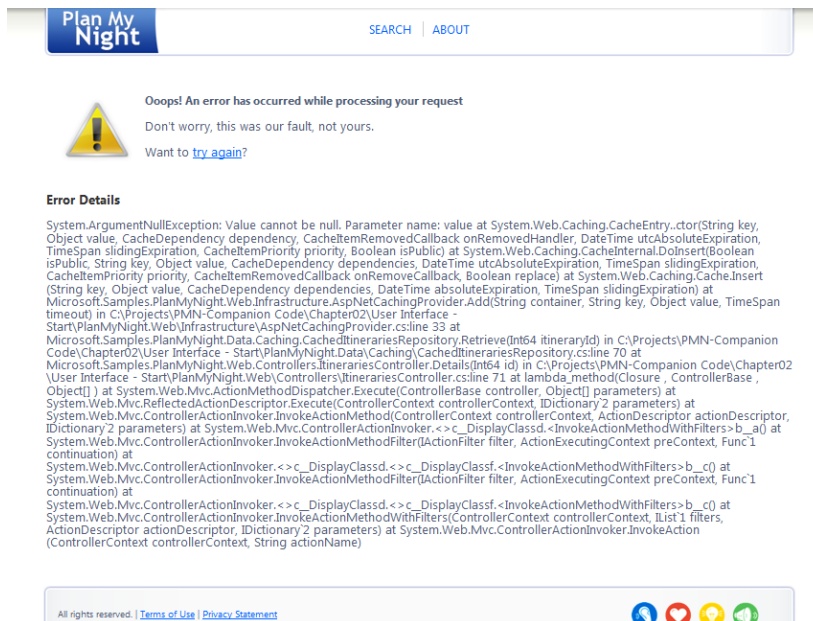 Plan My
Night
SEARCH
ABOUT
Ooops! An error has occurred while processing your request
Don't worry, this was our fault, not yours.
Want to try again?
Error Details
System.ArgumentNullException: Value cannot be null. Parameter name: value at System.Web.Caching.CacheEntry..ctor(String key,
Object value, CacheDependency dependency, CacheItemRemovedCallback onRemovedHandler, DateTime utcAbsoluteExpiration,
TimeSpan slidingExpiration, CacheItemPriority priority, Boolean isPublic) at System.Web.Caching.CacheInternal.DoInsert(Boolean
isPublic, String key, Object value, CacheDependency dependencies, DateTime utcAbsoluteExpiration, TimeSpan slidingExpiration,
CacheItemPriority priority, CacheItemRemovedCallback onRemoveCallback, Boolean replace) at System.Web.Caching.Cache.Insert
(String key, Object value, CacheDependency dependencies, DateTime absoluteExpiration, TimeSpan slidingExpiration) at
Microsoft.Samples.PlanMyNight.Web.Infrastructure.AspNetCachingProvider.Add(String container, String key, Object value, TimeSpan
timeout) in C:\Projects\PMN-Companion Code\Chapter02\User Interface -
Start\PlanMyNight.Web\Infrastructure\AspNetCachingProvider.cs:line 33 at
Microsoft.Samples.PlanMyNight.Data.Caching.CachedItinerariesRepository.Retrieve(Int64 itineraryId) in C:\Projects\PMN-Companion
Code\Chapter02\User Interface - Start\PlanMyNight.Data\Caching\CachedItinerariesRepository.cs:line 70 at
Microsoft.Samples.PlanMyNight.Web.Controllers.ItinerariesController.Details(Int64 id) in C:\Projects\PMN-Companion Code\Chapter02
\User Interface - Start\PlanMyNight.Web\Controllers\ItinerariesController.cs:line 71 at lambda_method(Closure , ControllerBase ,
Object[] ) at System.Web.Mvc.ActionMethodDispatcher.Execute(ControllerBase controller, Object[] parameters) at
System.Web.Mvc.ReflectedActionDescriptor.Execute(ControllerContext controllerContext, IDictionary`2 parameters) at
System.Web.Mvc.ControllerActionInvoker.InvokeActionMethod(ControllerContext controllerContext, ActionDescriptor actionDescriptor,
IDictionary`2 parameters) at System.Web.Mvc.ControllerActionInvoker.<>c__DisplayClassd.<InvokeActionMethodWithFilters>b__a() at
System.Web.Mvc.ControllerActionInvoker.InvokeActionMethodFilter(IActionFilter filter, ActionExecutingContext preContext, Func`1
continuation) at
System.Web.Mvc.ControllerActionInvoker.<>c__DisplayClassd.<>c__DisplayClassf.<InvokeActionMethodWithFilters>b__c() at
System.Web.Mvc.ControllerActionInvoker.InvokeActionMethodFilter(IActionFilter filter, ActionExecutingContext preContext, Func`1
continuation) at
System.Web.Mvc.ControllerActionInvoker.<>c__DisplayClassd.<>c__DisplayClassf.<InvokeActionMethodWithFilters>b__c() at
System.Web.Mvc.ControllerActionInvoker.InvokeActionMethodWithFilters(ControllerContext controllerContext, IList`1 filters,
ActionDescriptor actionDescriptor, IDictionary`2 parameters) at System.Web.Mvc.ControllerActionInvoker.InvokeAction
(ControllerContext controllerContext, String actionName)
All rights reserved. | Terms of Use | Privacy Statement